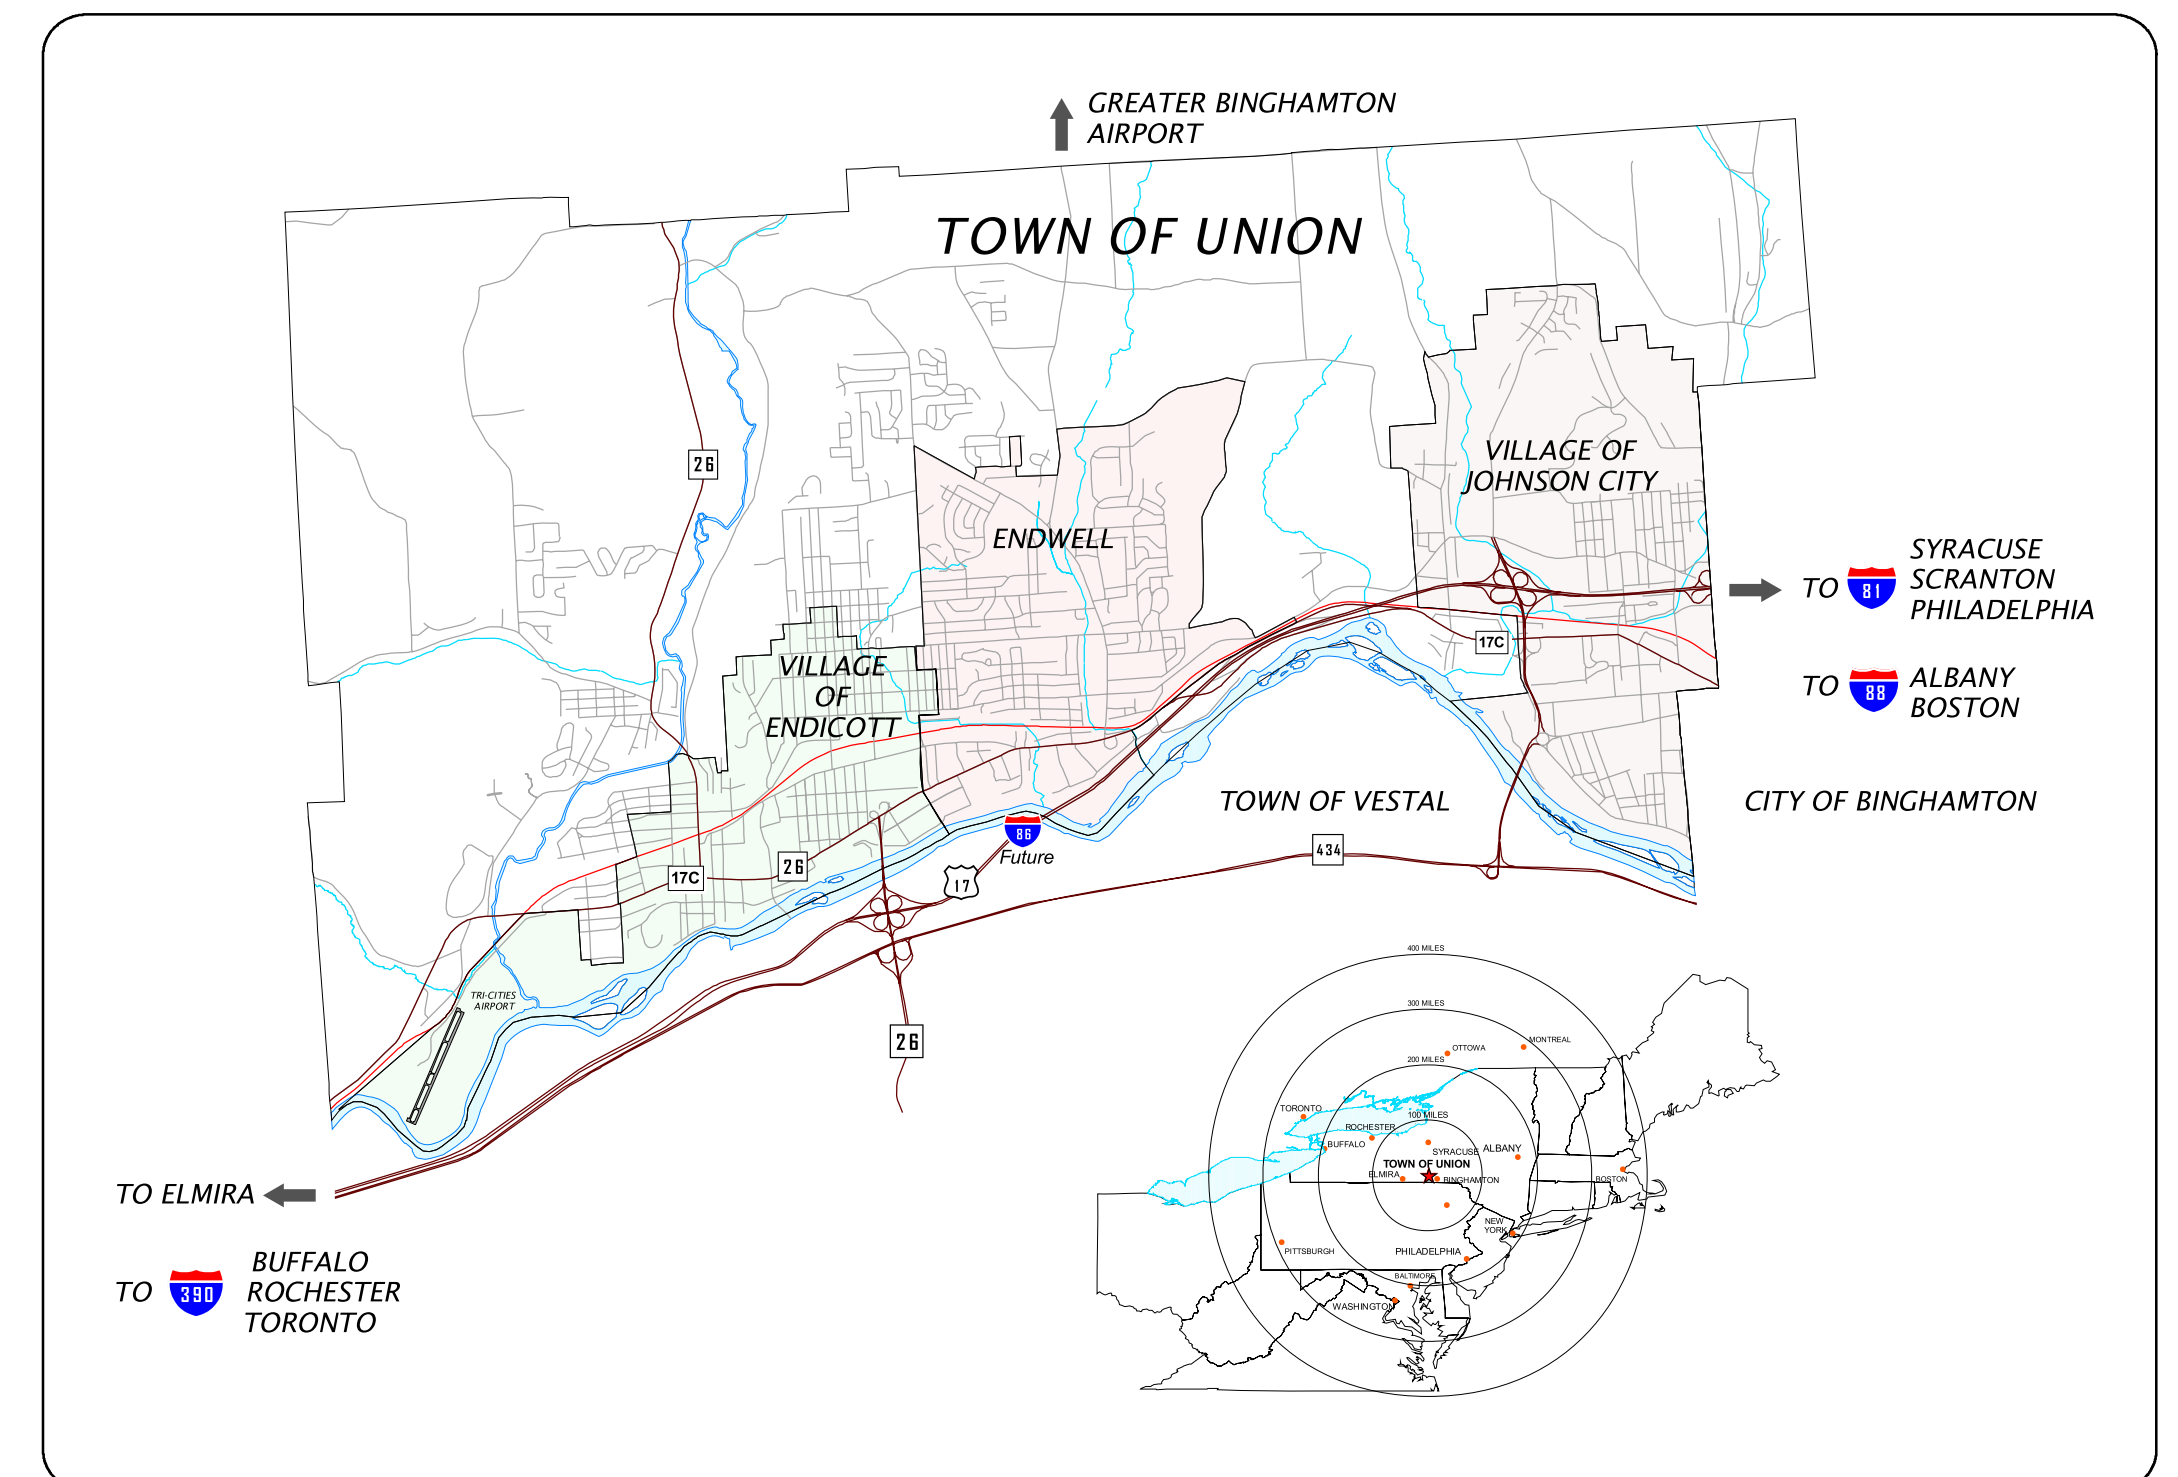 GREATER BINGHAMTON
AIRPORT
TOWN OF UNION
26
VILLAGE OF
JOHNSON CITY
ENDWELL
SYRACUSE
TO 81 SCRANTON
PHILADELPHIA
17C
VILLAGE
OF
ENDICOTT
TO 88 ALBANY
BOSTON
TOWN OF VESTAL
CITY OF BINGHAMTON
86
Future
434
26
17C
17
TRI-CITIES
AIRPORT
26
400 MILES
300 MILES
OTTOWA
MONTREAL
200 MILES
TORONTO
100 MILES
ROCHESTER
BUFFALO
SYRACUSE
ALBANY
TOWN OF UNION
ELMIRA
BINGHAMTON
BOSTON
NEW
YORK
PITTSBURGH
PHILADELPHIA
BALTIMORE
WASHINGTON
TO ELMIRA
BUFFALO
TO 390 ROCHESTER
TORONTO